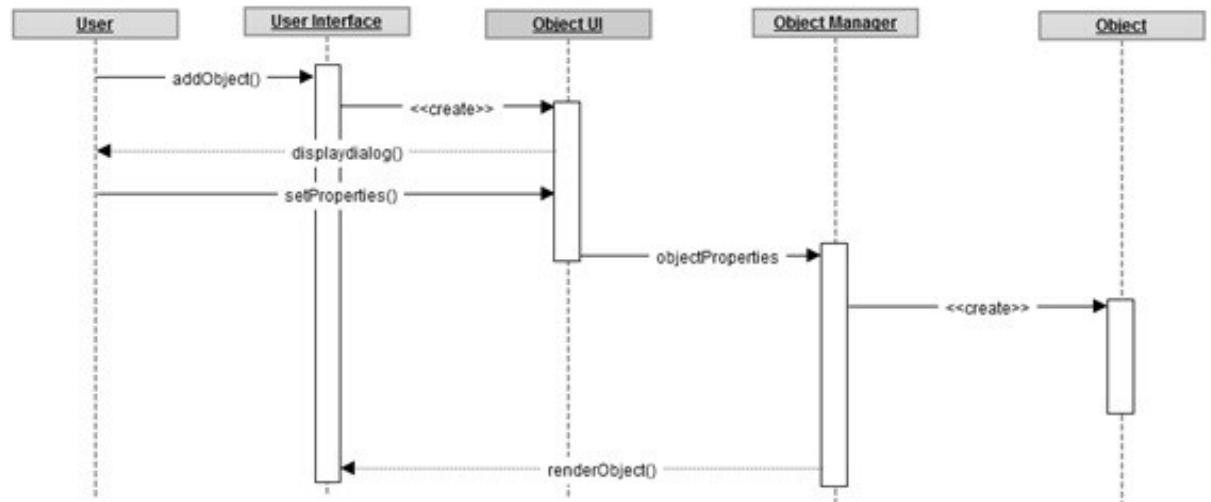 User
User Interface
Object UI
Object Manager
Object
addObject()
<<create>>
displaydialog()
setProperties()
objectProperties
<<create>>
renderObject()